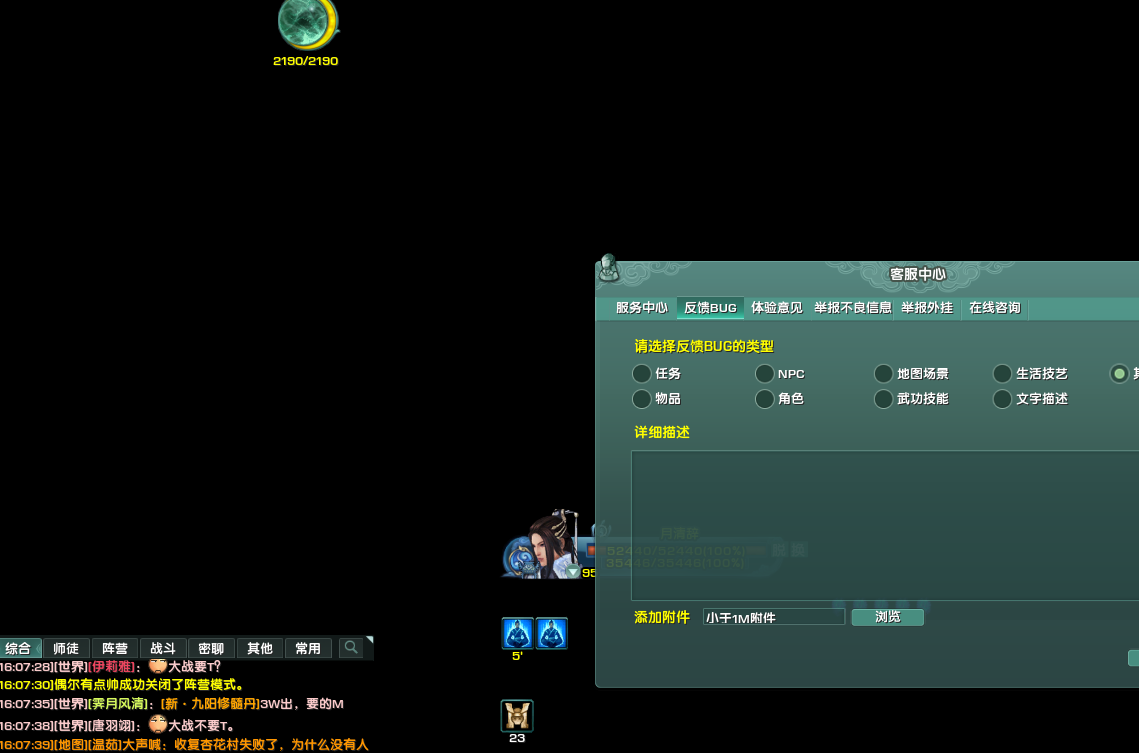 2190/2190
客服中心
服务中心 反馈BUG 体验意见 举报不良信息 举报外挂 在线咨询
请选择反馈BUG的类型
任务 NPC 地图场景 生活技艺
物品 角色 武功技能 文字描述
详细描述
52440/52440(100%)
35448/35448(100%)
95
添加附件 小于1M附件 浏览
综合 师徒 阵营 战斗 密聊 其他 常用
16:07:28][世界][伊莉雅]：大战要T?
16:07:30]偶尔有点帅成功关闭了阵营模式。
16:07:35][世界][霁月风清]：[新·九阳修髓丹]3W出，要的M
16:07:38][世界][唐羽翊]：大战不要T。
16:07:39][地图][温茹]大声喊：收复杏花村失败了，为什么没有人
5'
23